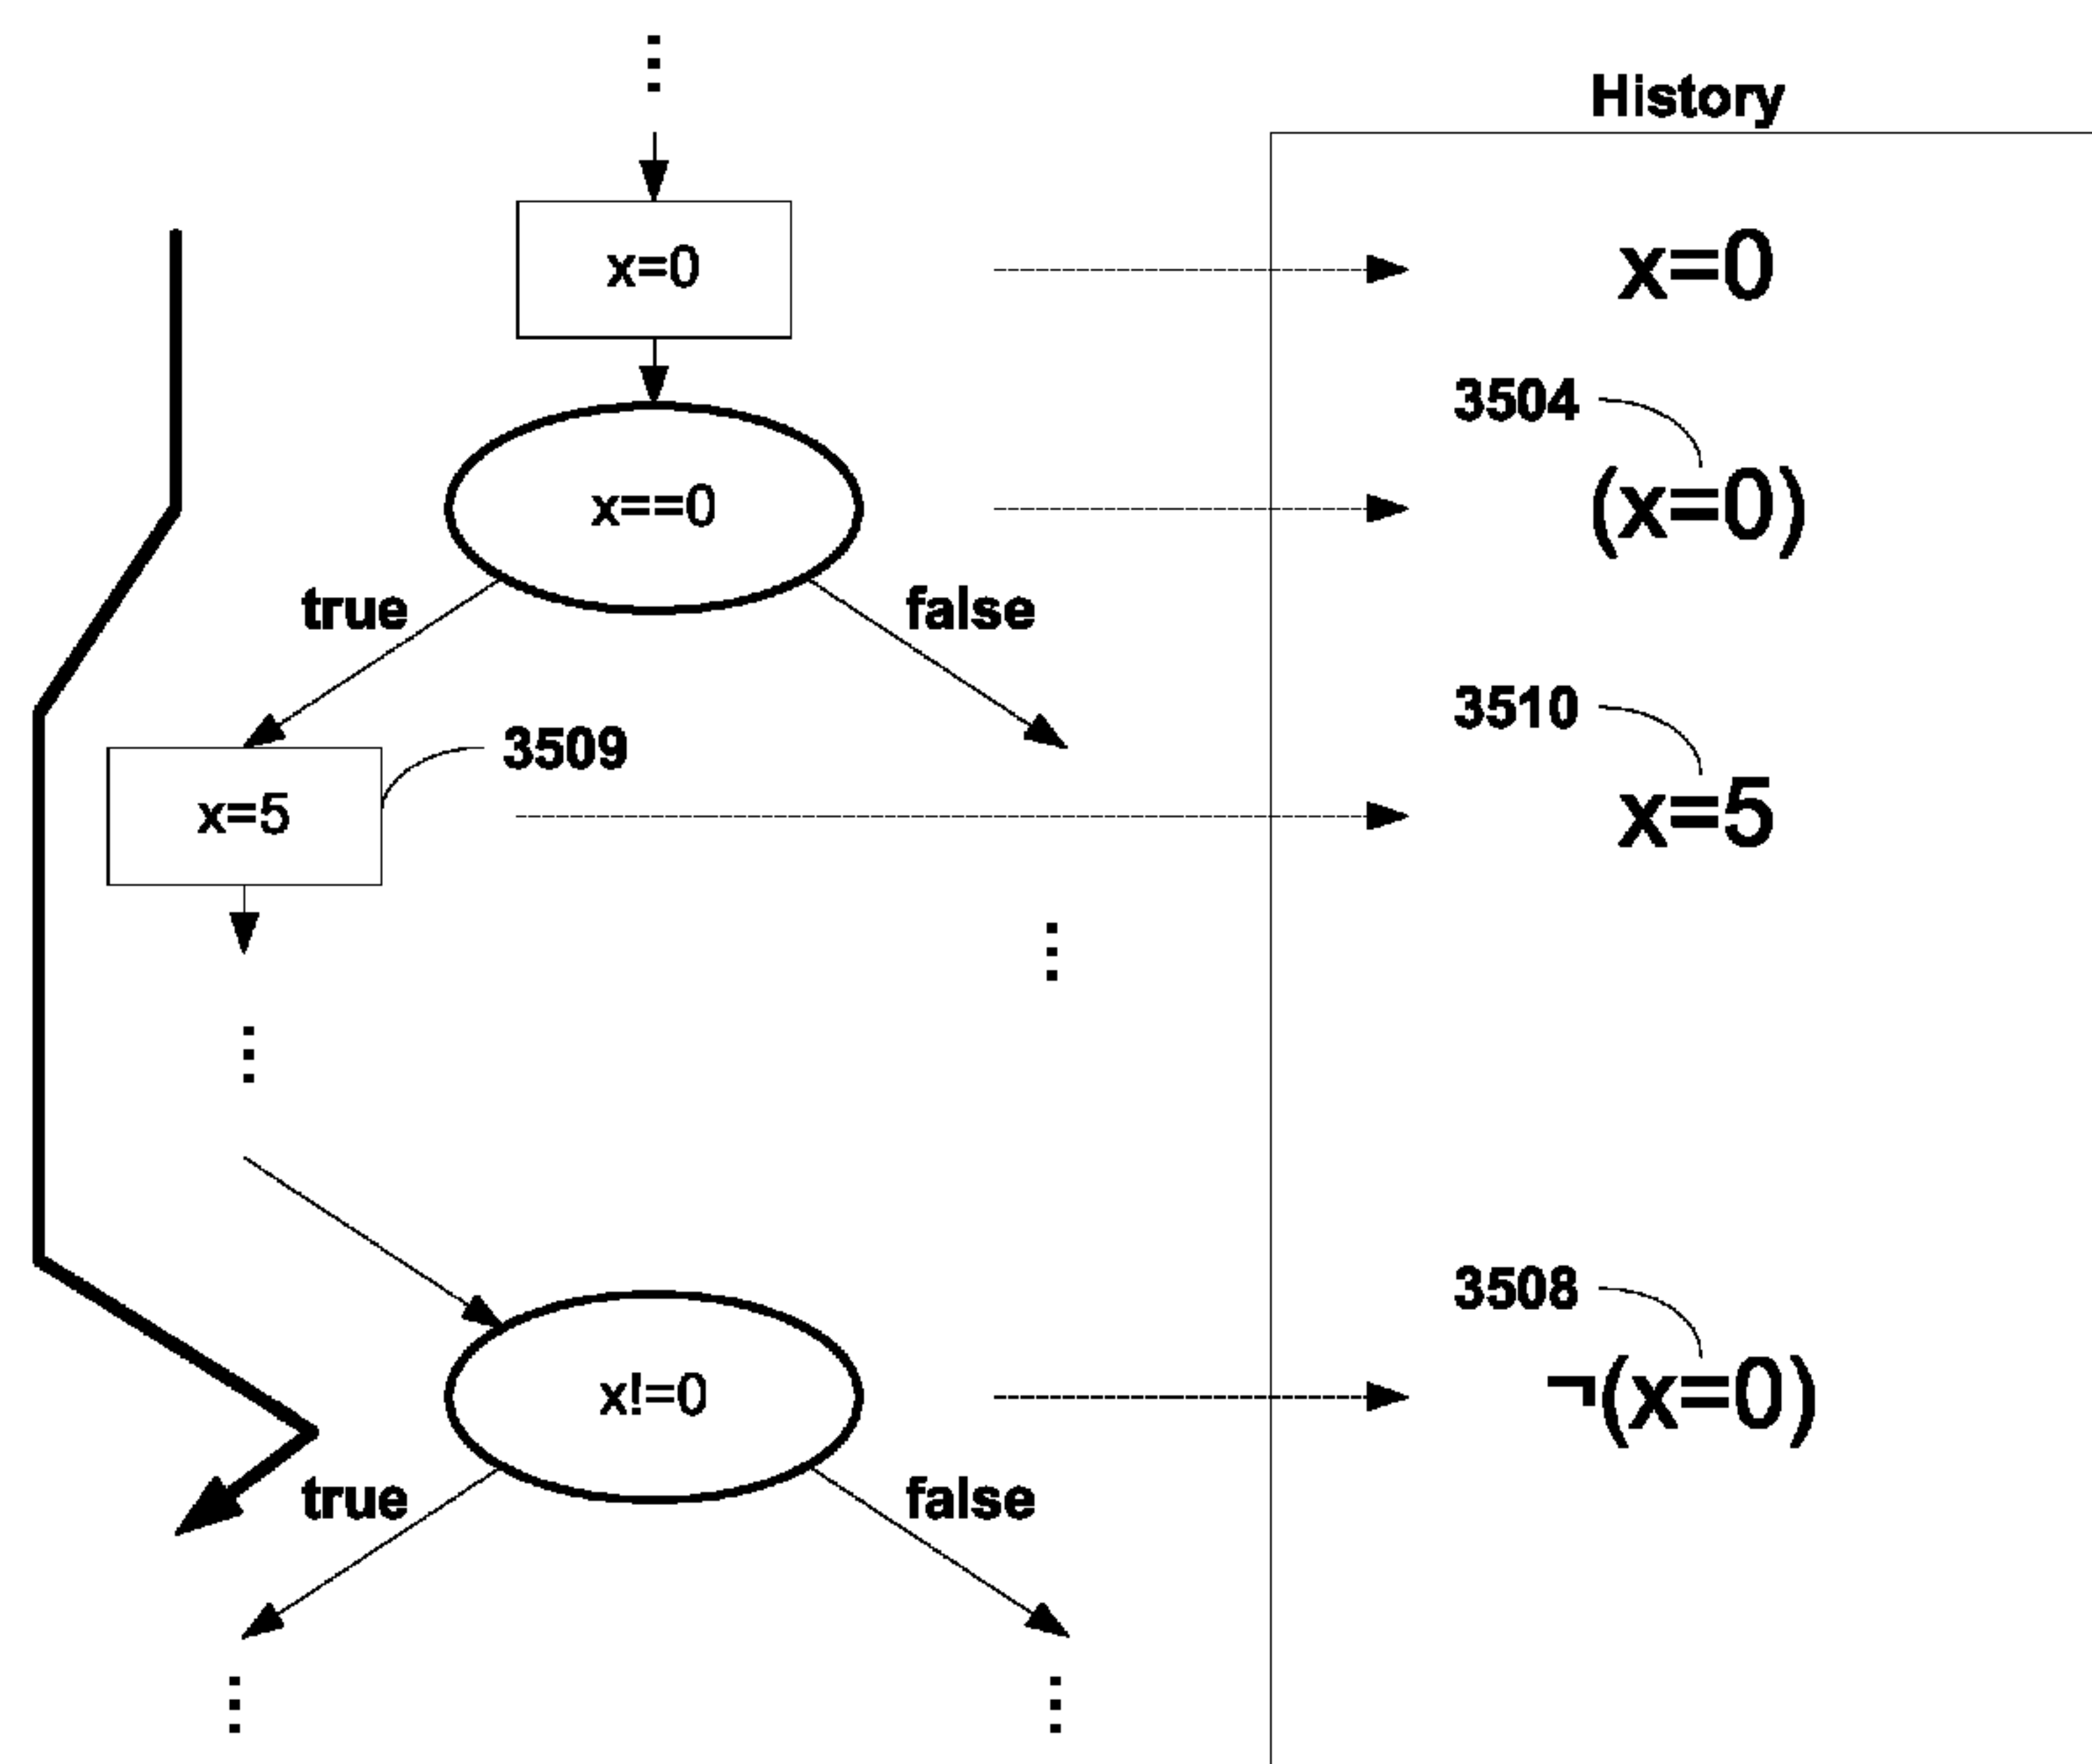 History
x=0
x=0
3504
x==0
(x=0)
true
false
3510
3509
x=5
x=5
3508
x!=0
¬(x=0)
true
false